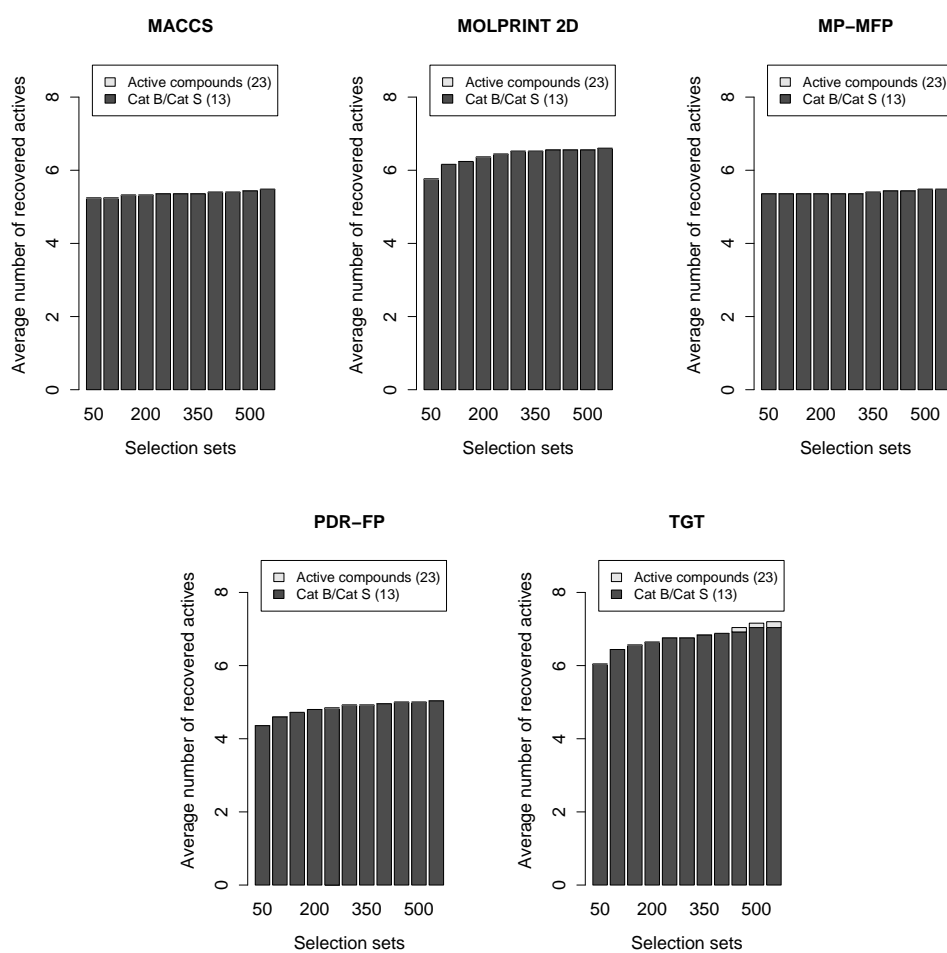 MACCS
Average number of recovered actives
8
6
4
2
0
Active compounds (23)
Cat B/Cat S (13)
50 200 350 500
Selection sets
MOLPRINT 2D
Average number of recovered actives
8
6
4
2
0
Active compounds (23)
Cat B/Cat S (13)
50 200 350 500
Selection sets
MP−MFP
Average number of recovered actives
8
6
4
2
0
Active compounds (23)
Cat B/Cat S (13)
50 200 350 500
Selection sets
PDR−FP
Average number of recovered actives
8
6
4
2
0
Active compounds (23)
Cat B/Cat S (13)
50 200 350 500
Selection sets
TGT
Average number of recovered actives
8
6
4
2
0
Active compounds (23)
Cat B/Cat S (13)
50 200 350 500
Selection sets